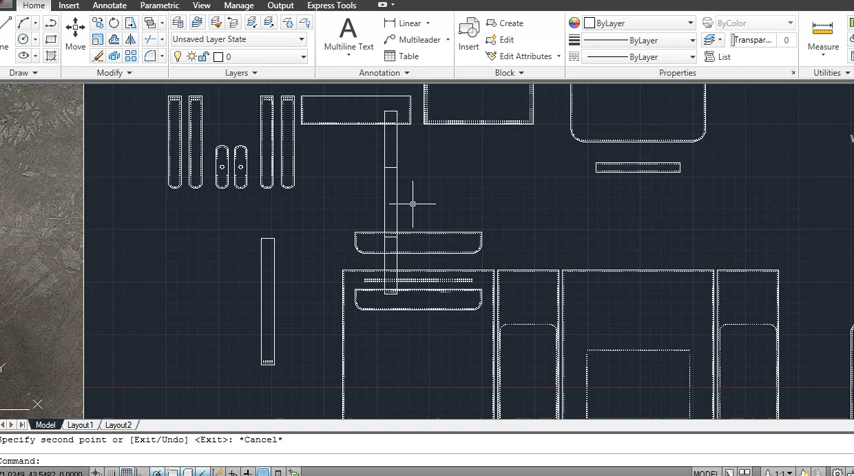 Home Insert Annotate Parametric View Manage Output Express Tools
Move
Unsaved Layer State
0
Multiline Text
Linear
Multileader
Table
Insert
Create
Edit
Edit Attributes
ByLayer
ByLayer
ByLayer
ByColor
Transpar... 0
List
Measure
Draw Modify Layers Annotation Block Properties Utilities
Model Layout1 Layout2
Specify second point or [Exit/Undo] <Exit>: *Cancel*
Command:
MODEL 1:1